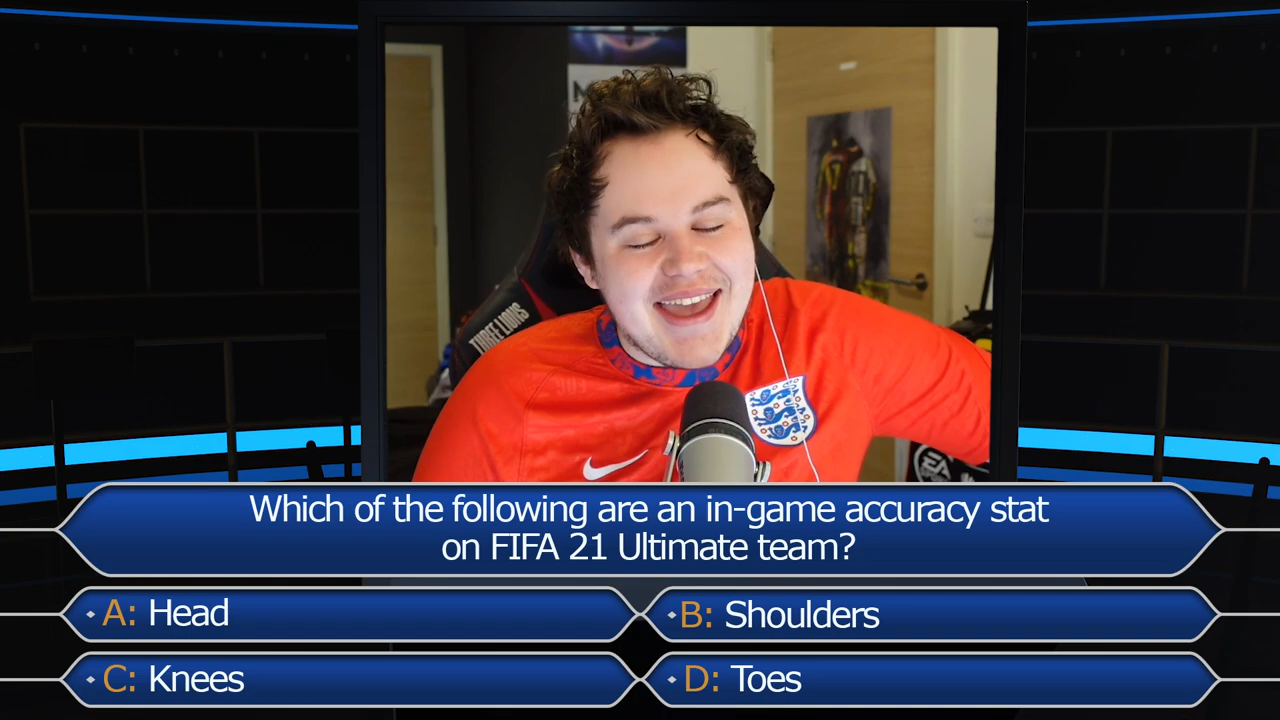 M
THREE LIONS
Which of the following are an in-game accuracy stat
on FIFA 21 Ultimate team?
A: Head
B: Shoulders
C: Knees
D: Toes